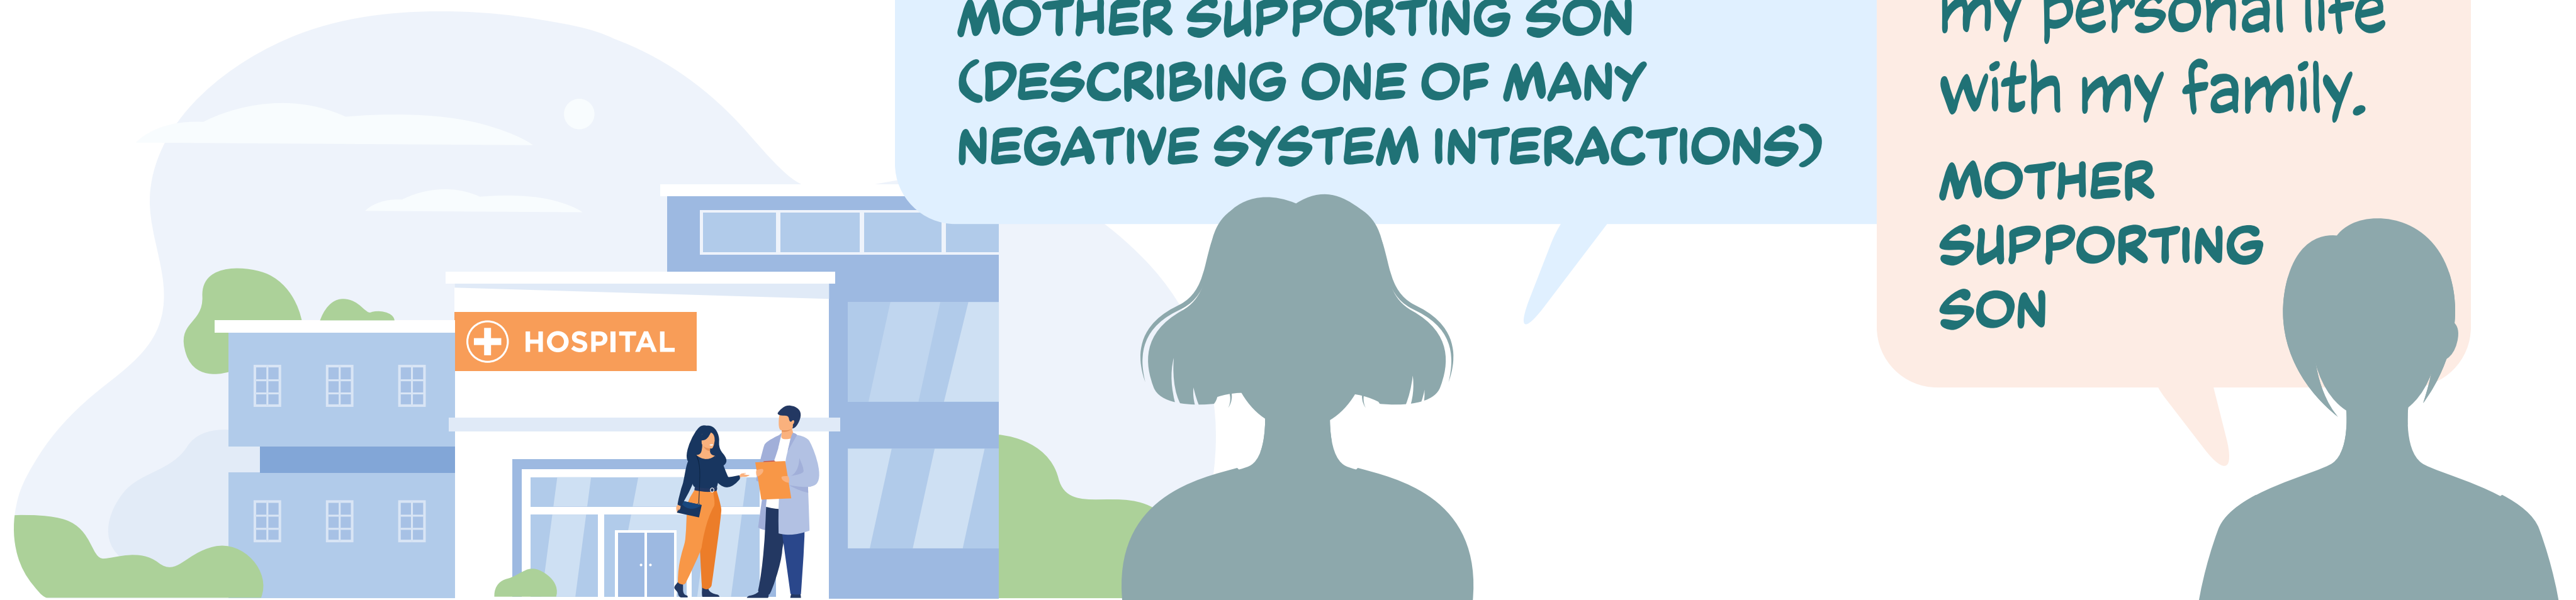 MOTHER SUPPORTING SON
(DESCRIBING ONE OF MANY
NEGATIVE SYSTEM INTERACTIONS)
my personal life
with my family.
MOTHER
SUPPORTING
SON
HOSPITAL